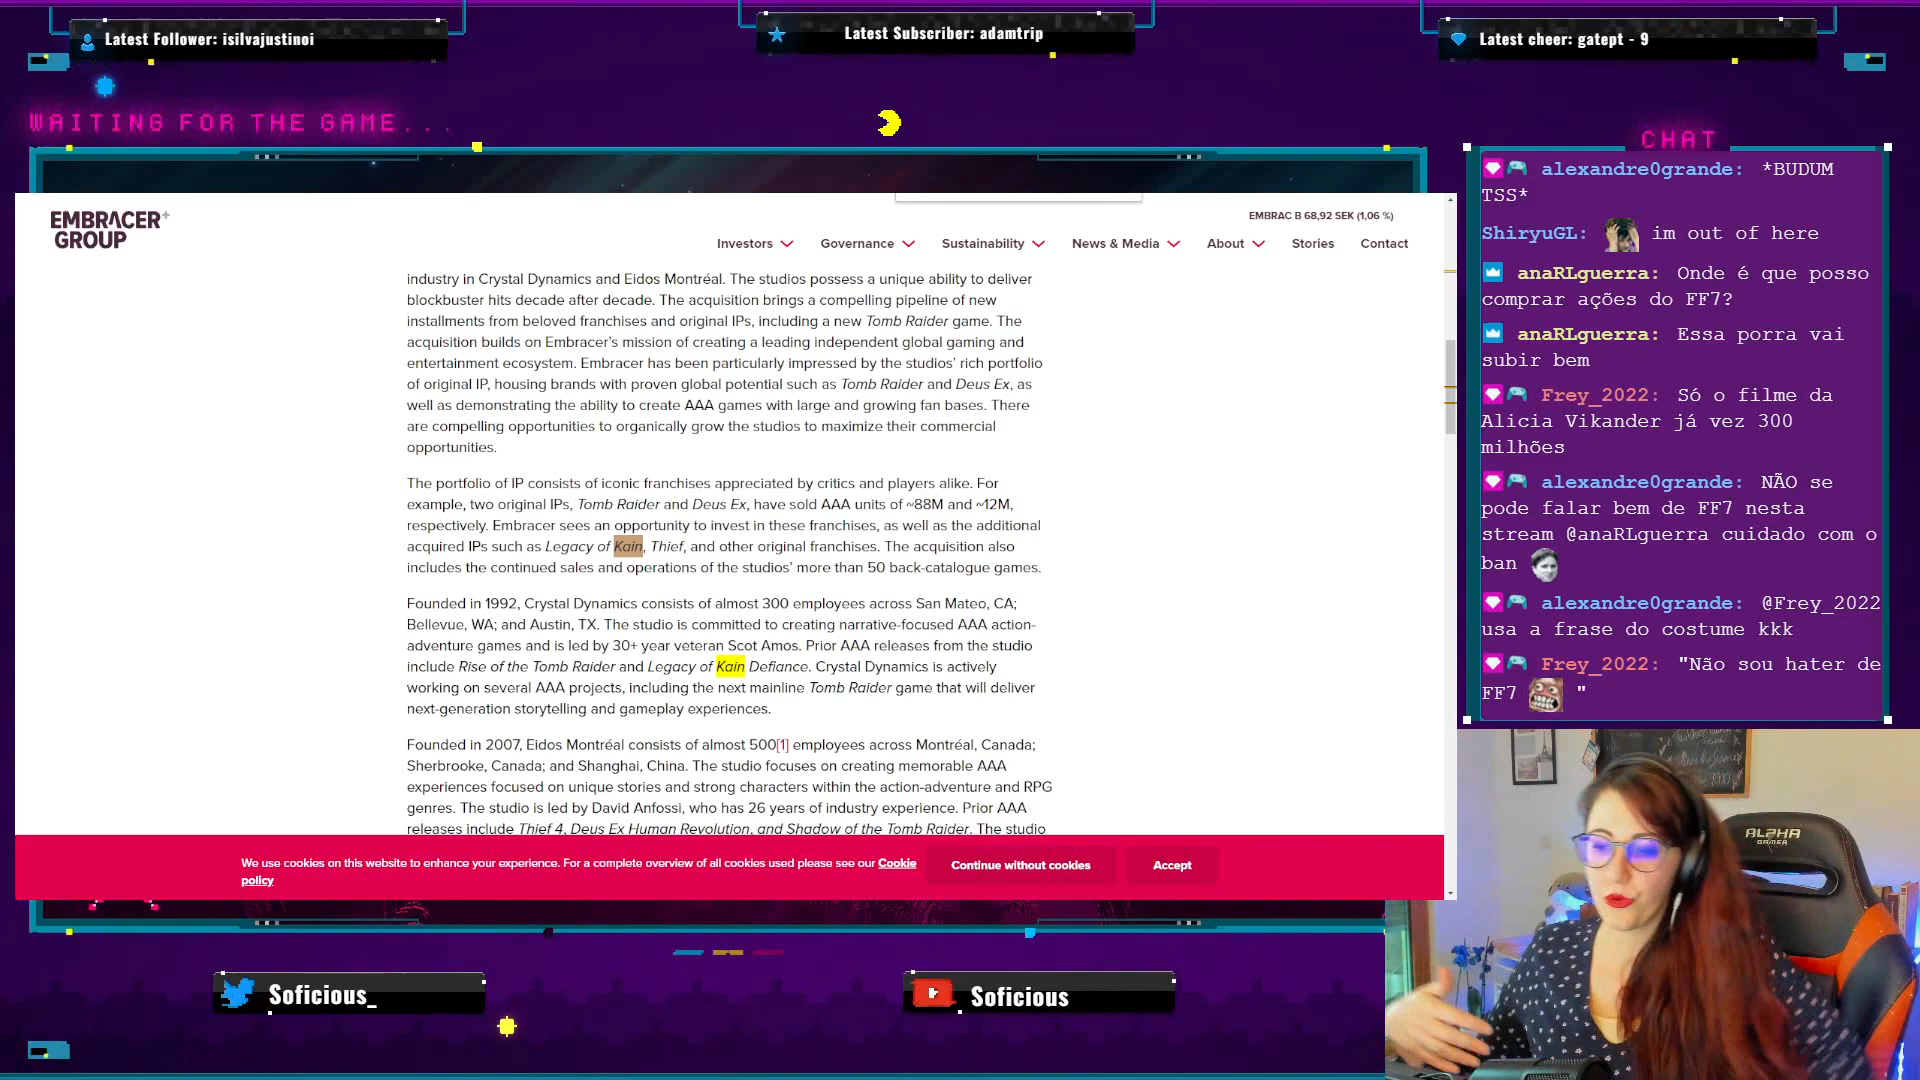 Latest Follower: isilvajustinoi
Latest Subscriber: adamtrip
Latest cheer: gatept - 9
WAITING FOR THE GAME...
EMBRACER+
GROUP
EMBRAC B 68,92 SEK (1,06 %)
Investors
Governance
Sustainability
News & Media
About
Stories
Contact
industry in Crystal Dynamics and Eidos Montréal. The studios possess a unique ability to deliver
blockbuster hits decade after decade. The acquisition brings a compelling pipeline of new
installments from beloved franchises and original IPs, including a new Tomb Raider game. The
acquisition builds on Embracer's mission of creating a leading independent global gaming and
entertainment ecosystem. Embracer has been particularly impressed by the studios' rich portfolio
of original IP, housing brands with proven global potential such as Tomb Raider and Deus Ex, as
well as demonstrating the ability to create AAA games with large and growing fan bases. There
are compelling opportunities to organically grow the studios to maximize their commercial
opportunities.
The portfolio of IP consists of iconic franchises appreciated by critics and players alike. For
example, two original IPs, Tomb Raider and Deus Ex, have sold AAA units of ~88M and ~12M,
respectively. Embracer sees an opportunity to invest in these franchises, as well as the additional
acquired IPs such as Legacy of Kain, Thief, and other original franchises. The acquisition also
includes the continued sales and operations of the studios' more than 50 back-catalogue games.
Founded in 1992, Crystal Dynamics consists of almost 300 employees across San Mateo, CA;
Bellevue, WA; and Austin, TX. The studio is committed to creating narrative-focused AAA action-
adventure games and is led by 30+ year veteran Scot Amos. Prior AAA releases from the studio
include Rise of the Tomb Raider and Legacy of Kain Defiance. Crystal Dynamics is actively
working on several AAA projects, including the next mainline Tomb Raider game that will deliver
next-generation storytelling and gameplay experiences.
Founded in 2007, Eidos Montréal consists of almost 500[1] employees across Montréal, Canada;
Sherbrooke, Canada; and Shanghai, China. The studio focuses on creating memorable AAA
experiences focused on unique stories and strong characters within the action-adventure and RPG
genres. The studio is led by David Anfossi, who has 26 years of industry experience. Prior AAA
releases include Thief 4, Deus Ex Human Revolution, and Shadow of the Tomb Raider. The studio
We use cookies on this website to enhance your experience. For a complete overview of all cookies used please see our Cookie
policy
Continue without cookies
Accept
CHAT
alexandre0grande: *BUDUM
TSS*
ShiryuGL: im out of here
anaRLguerra: Onde é que posso
comprar ações do FF7?
anaRLguerra: Essa porra vai
subir bem
Frey_2022: Só o filme da
Alicia Vikander já vez 300
milhões
alexandre0grande: NÃO se
pode falar bem de FF7 nesta
stream @anaRLguerra cuidado com o
ban
alexandre0grande: @Frey_2022
usa a frase do costume kkk
Frey_2022: "Não sou hater de
FF7 "
ALPHA
GAMER
Soficious_
Soficious